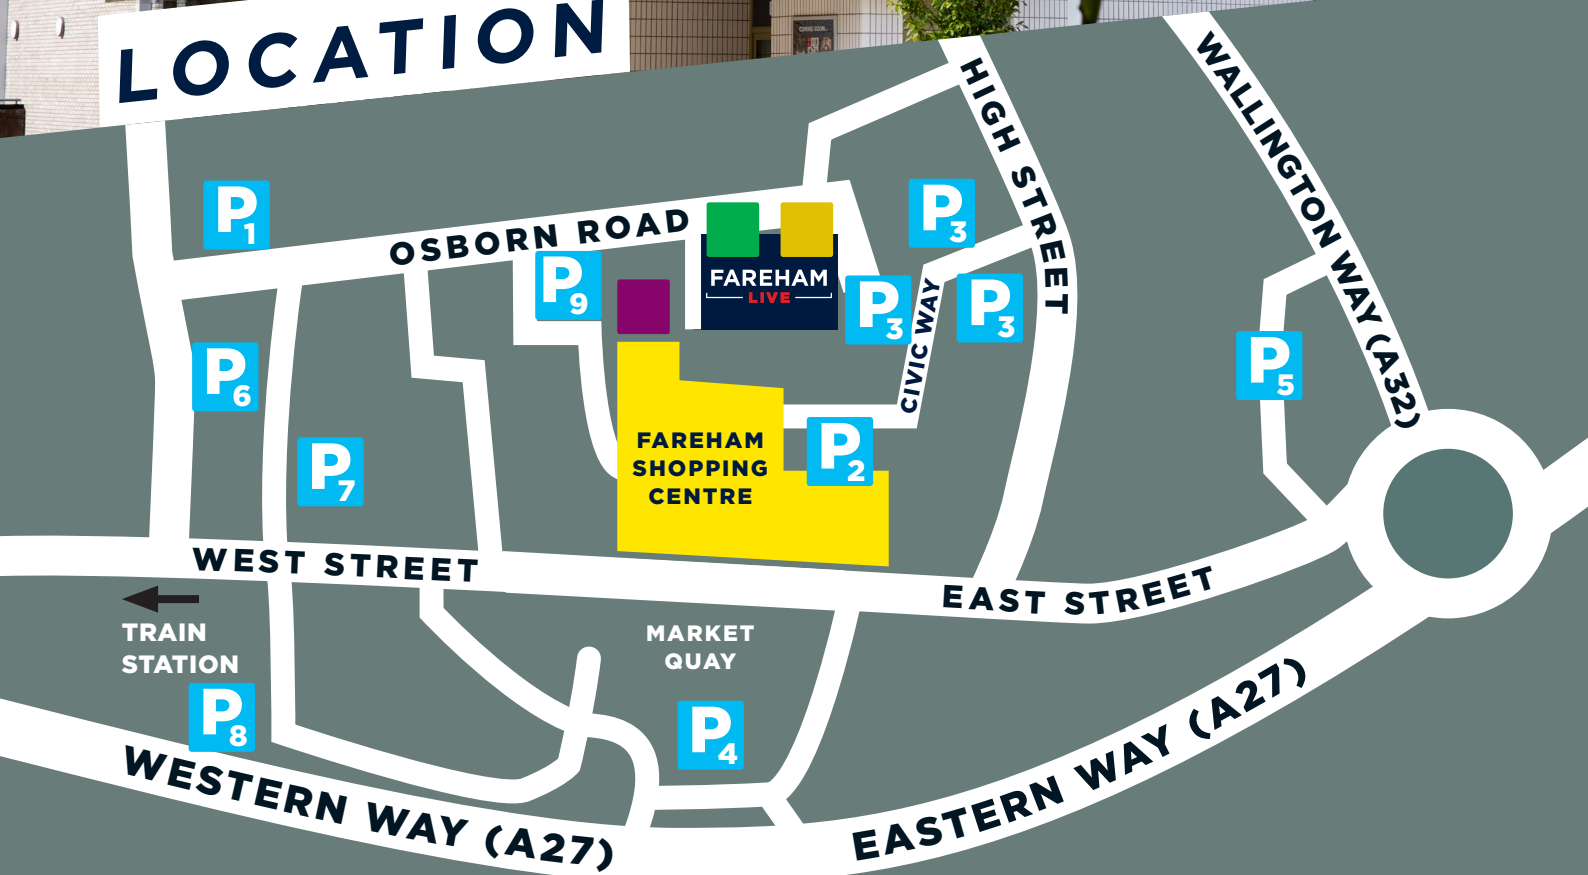 LOCATION
COMING SOON..
HIGH STREET
WALLINGTON WAY (A32)
P1
OSBORN ROAD
P3
P9
FAREHAM
LIVE
P3
P3
CIVIC WAY
P6
P5
P7
P2
FAREHAM
SHOPPING
CENTRE
WEST STREET
EAST STREET
TRAIN
STATION
MARKET
QUAY
P8
P4
WESTERN WAY (A27)
EASTERN WAY (A27)